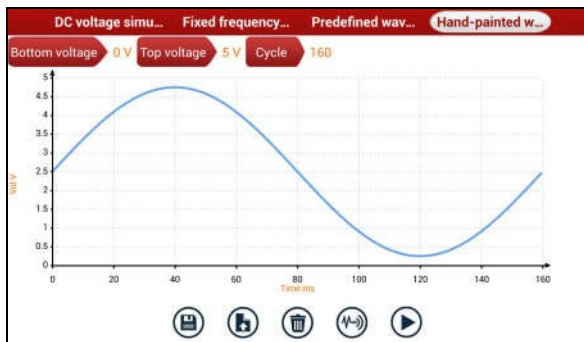 DC voltage simu... Fixed frequency... Predefined wav... Hand-painted w...
Bottom voltage 0 V Top voltage 5 V Cycle 160
5
4.5
4
3.5
3
2.5
2
1.5
1
0.5
0
Vol:V
0 20 40 60 80 100 120 140 160
Time:ms